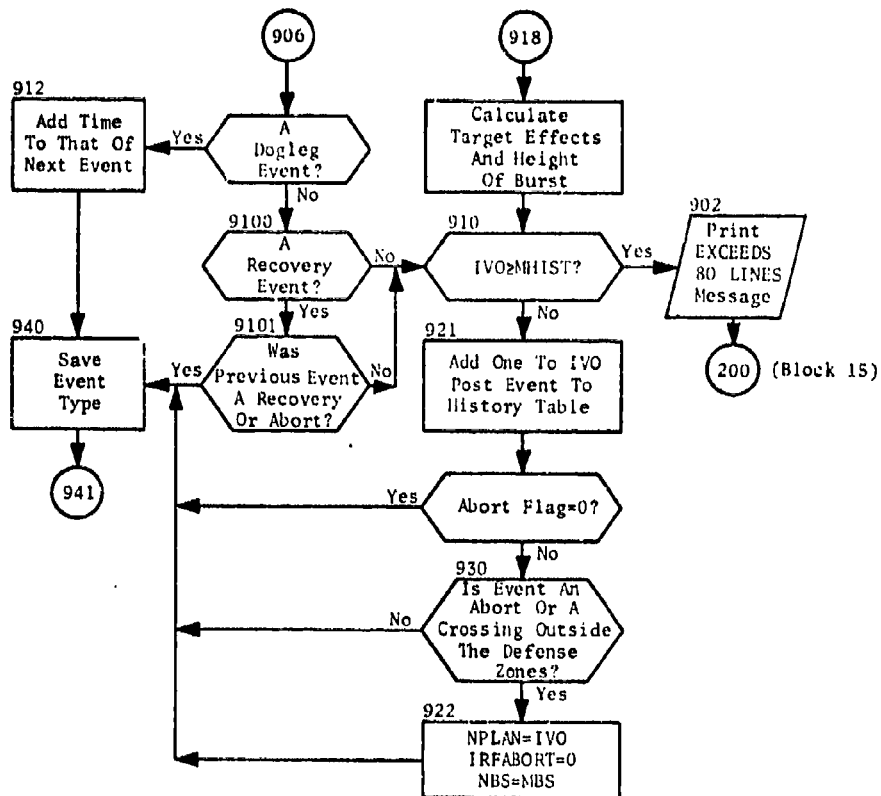 906
918
912
Add Time
To That Of
Next Event
Yes
A
Dogleg
Event?
No
Calculate
Target Effects
And Height
Of Burst
9100
A
Recovery
Event?
No
Yes
910
IVO≥MHIST?
Yes
No
902
Print
EXCEEDS
80 LINES
Message
200 (Block 15)
940
Save
Event
Type
Yes
9101
Was
Previous Event
A Recovery
Or Abort?
No
921
Add One To IVO
Post Event To
History Table
941
Yes
Abort Flag=0?
No
930
Is Event An
Abort Or A
Crossing Outside
The Defense
Zones?
No
Yes
922
NPLAN=IVO
IRFABORT=0
NBS=MBS